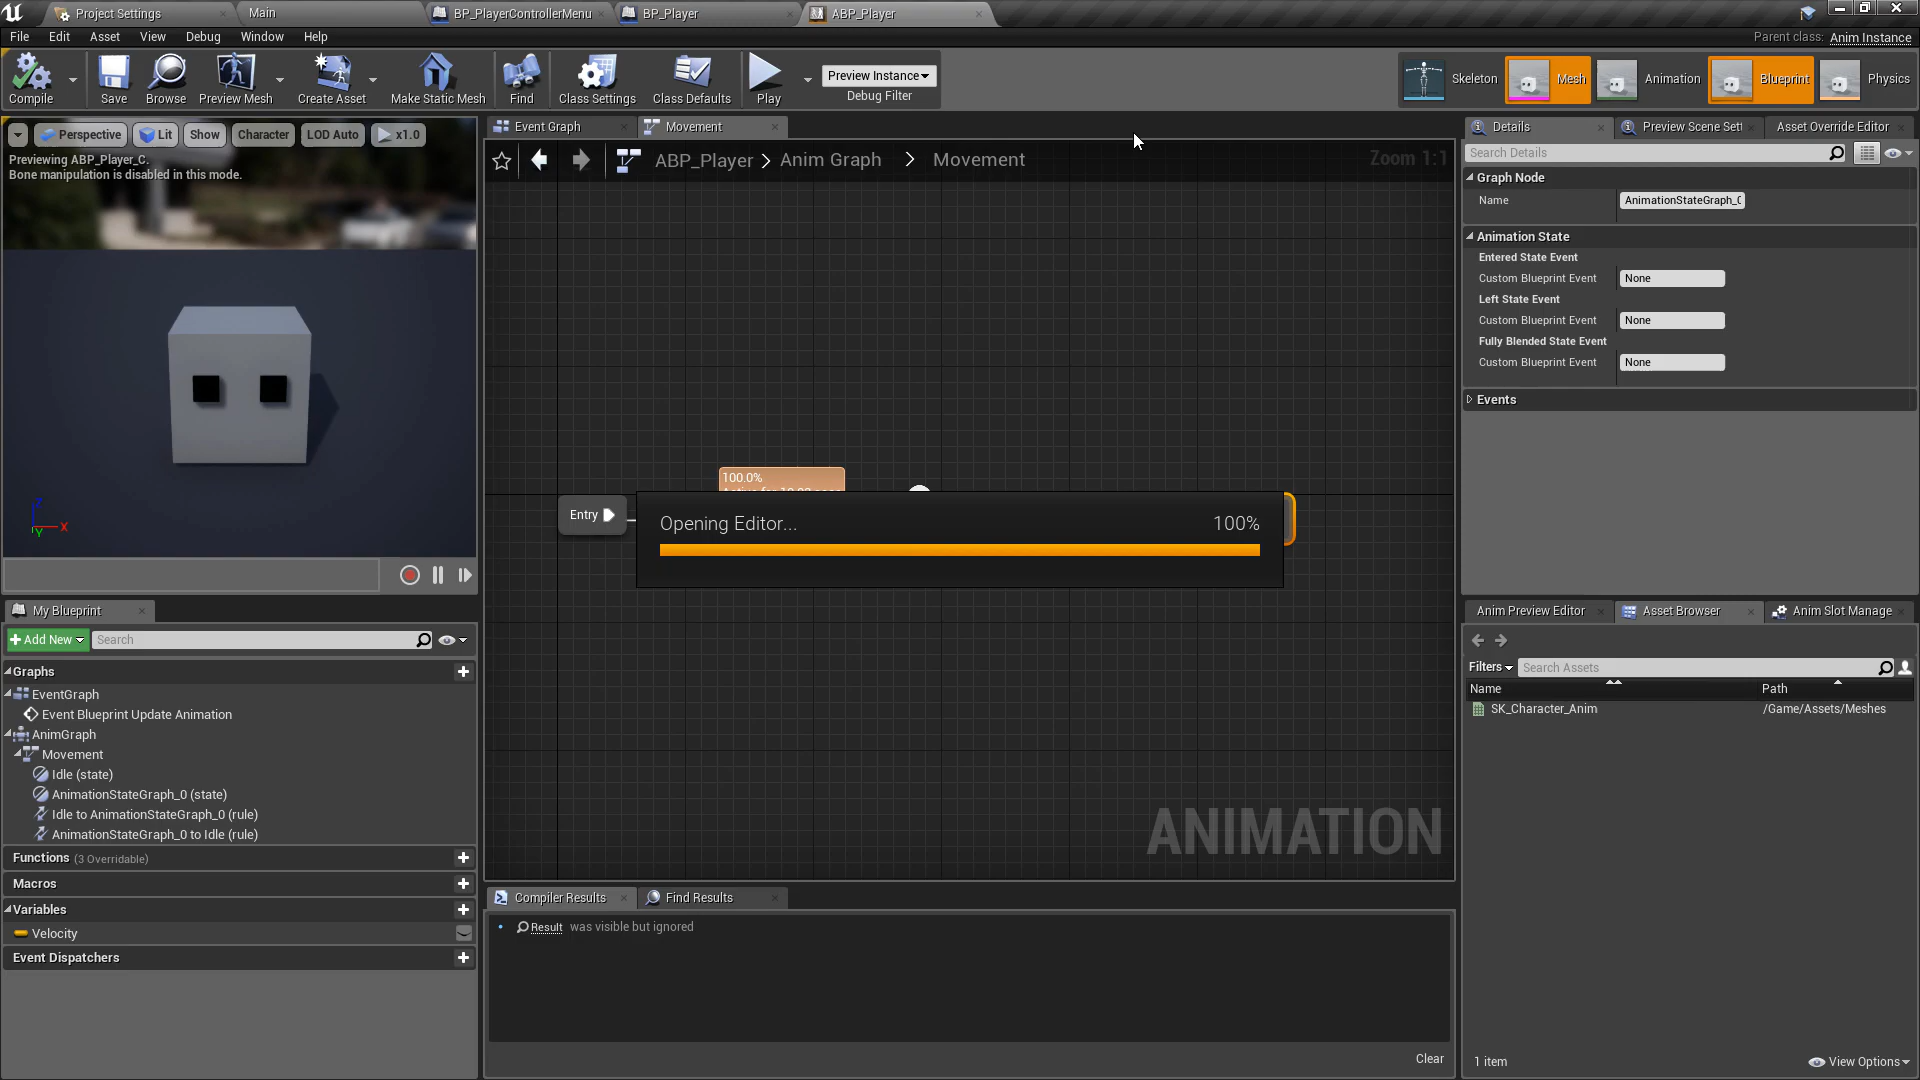 Project Settings
Main
BP_PlayerControllerMenu
BP_Player
ABP_Player
File
Edit
Asset
View
Debug
Window
Help
Parent class: Anim Instance
Compile
Save
Browse
Preview Mesh
Create Asset
Make Static Mesh
Find
Class Settings
Class Defaults
Play
Preview Instance
Debug Filter
Skeleton
Mesh
Animation
Blueprint
Physics
Perspective
Lit
Show
Character
LOD Auto
x1.0
Previewing ABP_Player_C.
Bone manipulation is disabled in this mode.
Z
X
Y
Event Graph
Movement
ABP_Player
Anim Graph
Movement
Zoom 1:1
100.0%
Entry
Opening Editor...
100%
ANIMATION
Details
Preview Scene Sett
Asset Override Editor
Search Details
Graph Node
Name
AnimationStateGraph_0
Animation State
Entered State Event
Custom Blueprint Event
None
Left State Event
Custom Blueprint Event
None
Fully Blended State Event
Custom Blueprint Event
None
Events
My Blueprint
Add New
Search
Graphs
EventGraph
Event Blueprint Update Animation
AnimGraph
Movement
Idle (state)
AnimationStateGraph_0 (state)
Idle to AnimationStateGraph_0 (rule)
AnimationStateGraph_0 to Idle (rule)
Functions (3 Overridable)
Macros
Variables
Velocity
Event Dispatchers
Compiler Results
Find Results
Result was visible but ignored
Clear
Anim Preview Editor
Asset Browser
Anim Slot Manage
Filters
Search Assets
Name
Path
SK_Character_Anim
/Game/Assets/Meshes
1 item
View Options